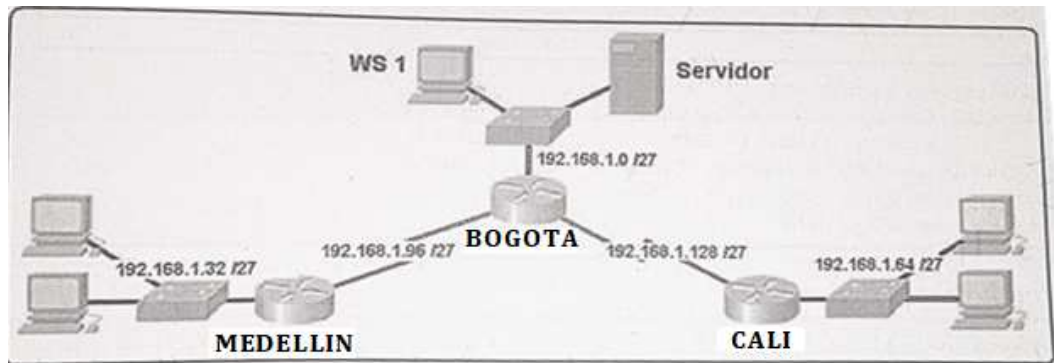 WS 1
Servidor
192.168.1.0 /27
BOGOTA
192.168.1.96 /27
192.168.1.128 /27
192.168.1.32 /27
192.168.1.64 /27
MEDELLIN
CALI